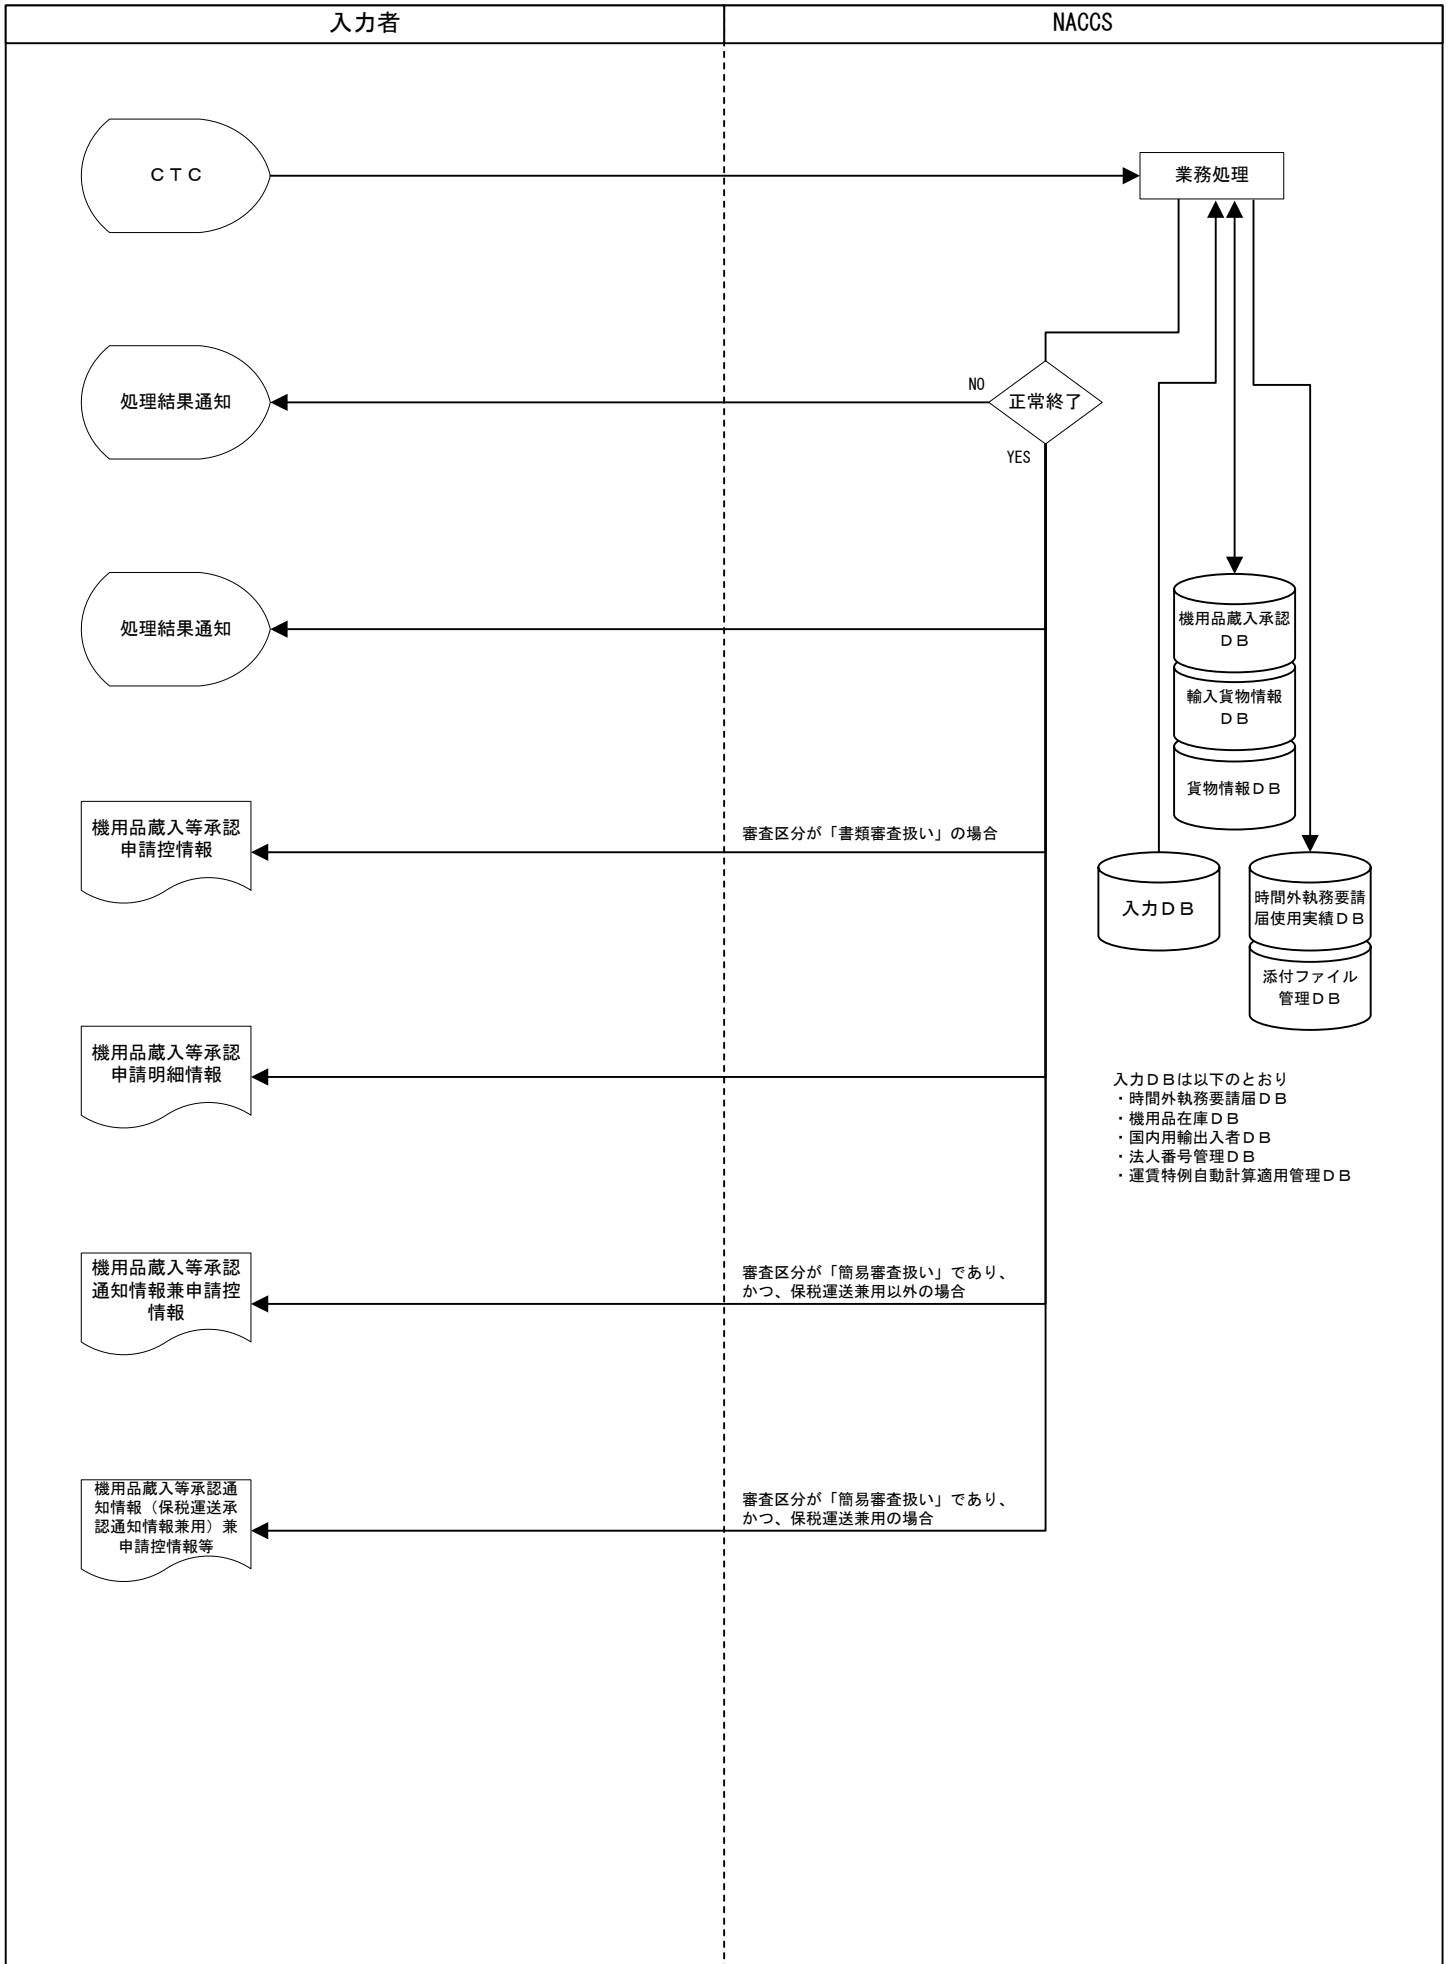 入力者
NACCS
ＣＴＣ
業務処理
処理結果通知
NO
正常終了
YES
処理結果通知
機用品蔵入承認
ＤＢ
輸入貨物情報
ＤＢ
貨物情報ＤＢ
機用品蔵入等承認
申請控情報
審査区分が「書類審査扱い」の場合
入力ＤＢ
時間外執務要請
届使用実績ＤＢ
添付ファイル
管理ＤＢ
機用品蔵入等承認
申請明細情報
入力ＤＢは以下のとおり
・時間外執務要請届ＤＢ
・機用品在庫ＤＢ
・国内用輸出入者ＤＢ
・法人番号管理ＤＢ
・運賃特例自動計算適用管理ＤＢ
機用品蔵入等承認
通知情報兼申請控
情報
審査区分が「簡易審査扱い」であり、
かつ、保税運送兼用以外の場合
機用品蔵入等承認通
知情報（保税運送承
認通知情報兼用）兼
申請控情報等
審査区分が「簡易審査扱い」であり、
かつ、保税運送兼用の場合